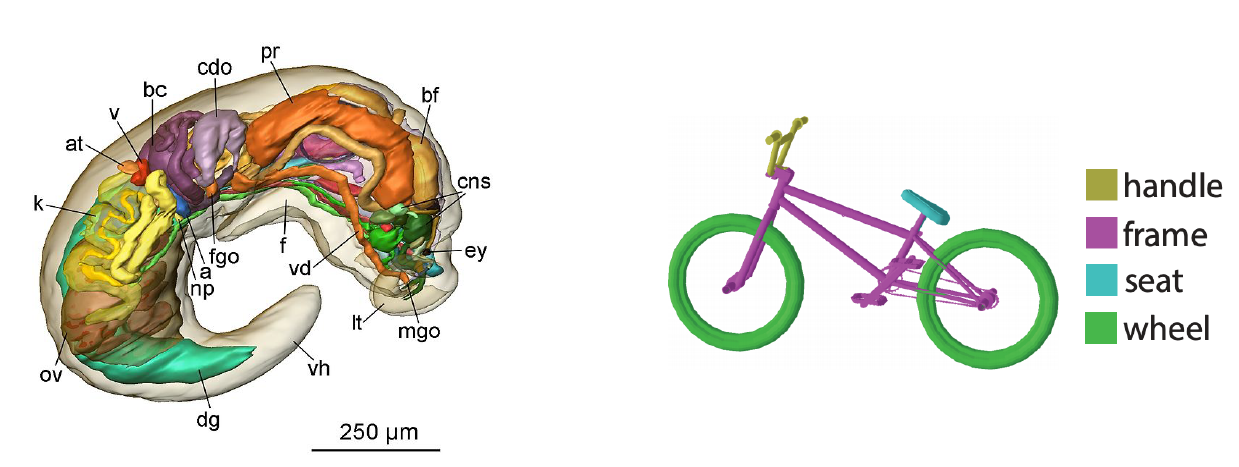 pr
cdo
bc
bf
v
at
cns
k
f
fgo
a
ey
vd
np
lt
mgo
ov
vh
dg
250 µm
handle
frame
seat
wheel